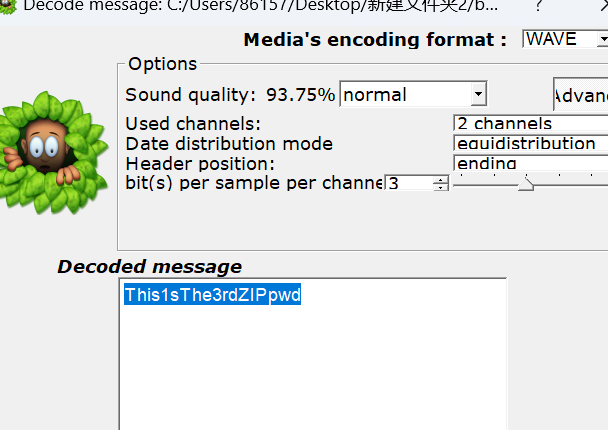 Decode message: C:/Users/86157/Desktop/新建文件夹2/b... ?
Media's encoding format : WAVE
Options
Sound quality: 93.75% normal Advan
Used channels: 2 channels
Date distribution mode equidistribution
Header position: ending
bit(s) per sample per channe 3
Decoded message
This1sThe3rdZIPpwd